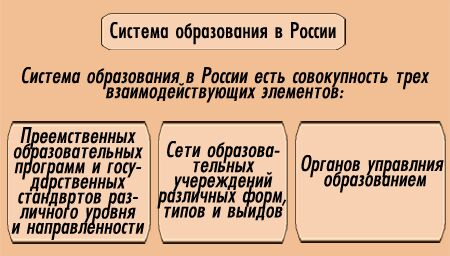 Система образования в России
Система образования в России есть совокупность трех
взаимодействующих элементов:
Преемственных
образовательных
программ и госу-
дарственных
стандвртов раз-
личного уровня
и направленности
Сети образова-
тельных
учереждений
различных форм,
типов и выидов
Органов управлния
образованием